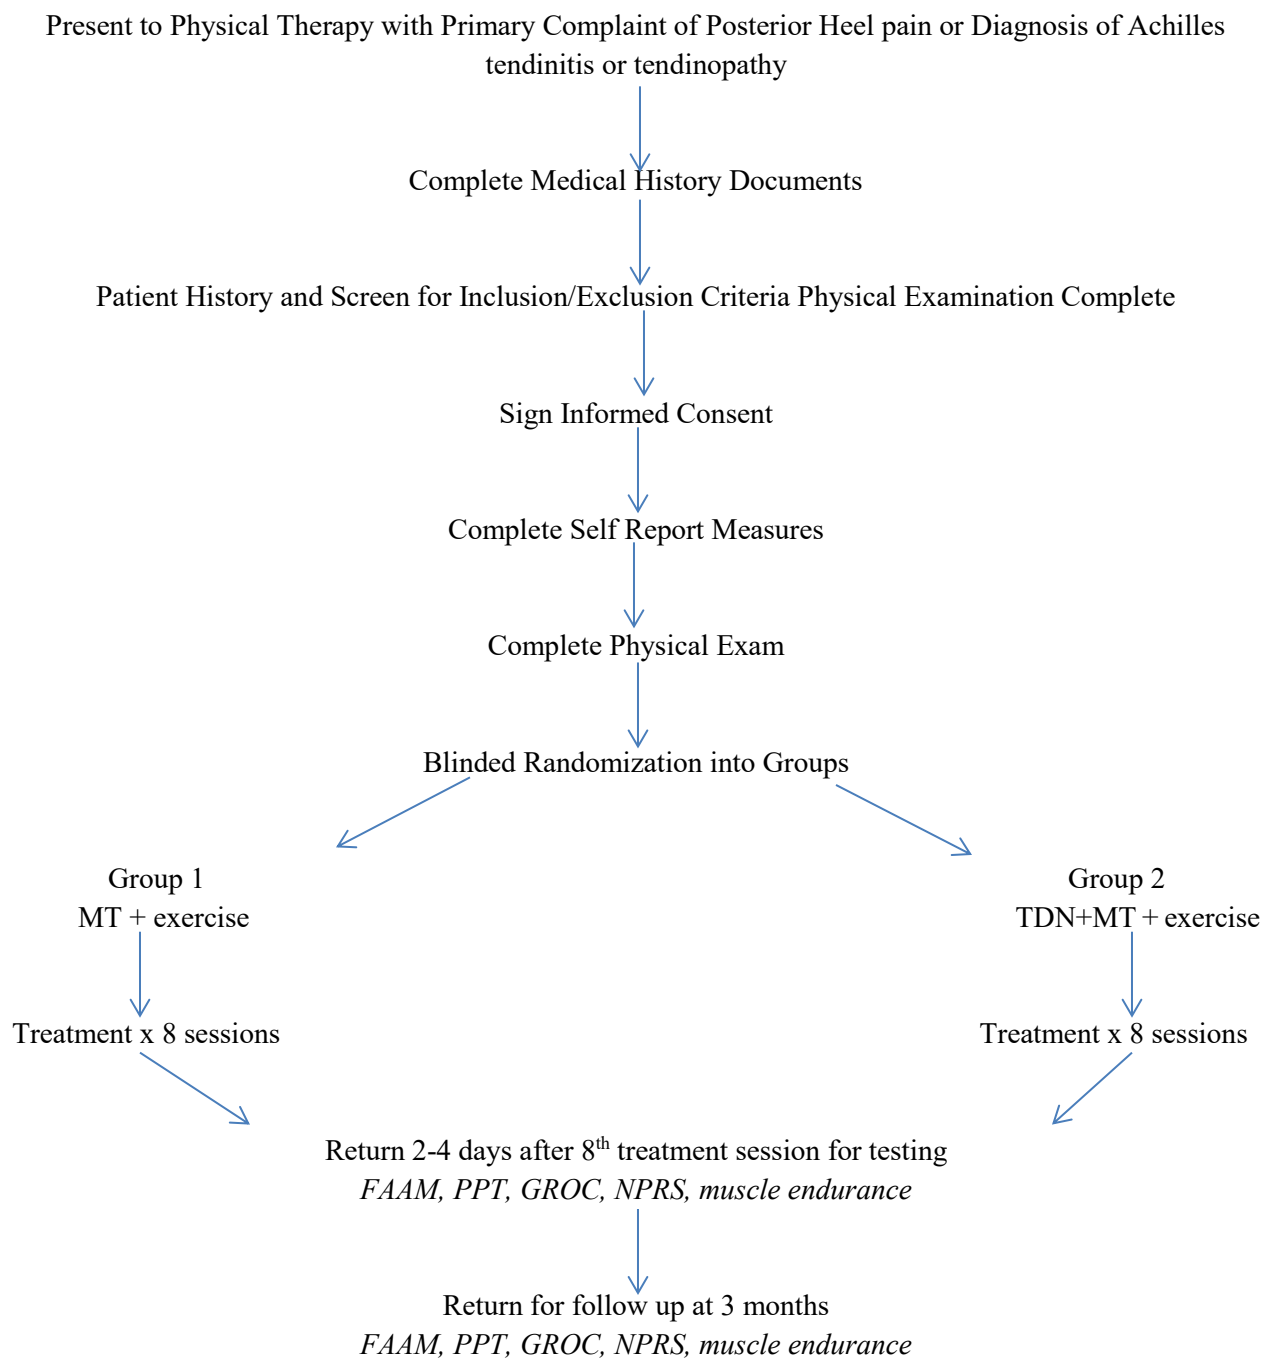 Present to Physical Therapy with Primary Complaint of Posterior Heel pain or Diagnosis of Achilles
tendinitis or tendinopathy
Complete Medical History Documents
Patient History and Screen for Inclusion/Exclusion Criteria Physical Examination Complete
Sign Informed Consent
Complete Self Report Measures
Complete Physical Exam
Blinded Randomization into Groups
Group 1
MT + exercise
Treatment x 8 sessions
Group 2
TDN+MT + exercise
Treatment x 8 sessions
Return 2-4 days after 8th treatment session for testing
FAAM, PPT, GROC, NPRS, muscle endurance
Return for follow up at 3 months
FAAM, PPT, GROC, NPRS, muscle endurance